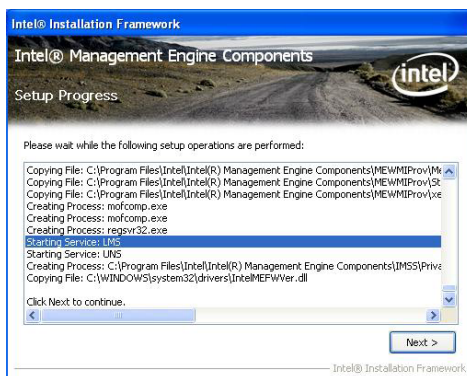 Intel® Installation Framework
Intel® Management Engine Components
intel
Setup Progress
Please wait while the following setup operations are performed:
Copying File: C:\Program Files\Intel\Intel(R) Management Engine Components\MEWMIProv\Me
Copying File: C:\Program Files\Intel\Intel(R) Management Engine Components\MEWMIProv\St
Copying File: C:\Program Files\Intel\Intel(R) Management Engine Components\MEWMIProv\xe
Creating Process: mofcomp.exe
Creating Process: mofcomp.exe
Creating Process: regsvr32.exe
Starting Service: LMS
Starting Service: UNS
Creating Process: C:\Program Files\Intel\Intel(R) Management Engine Components\IMSS\Priva
Copying File: C:\WINDOWS\system32\drivers\IntelMEFWVer.dll
Click Next to continue.
Next >
Intel® Installation Framework